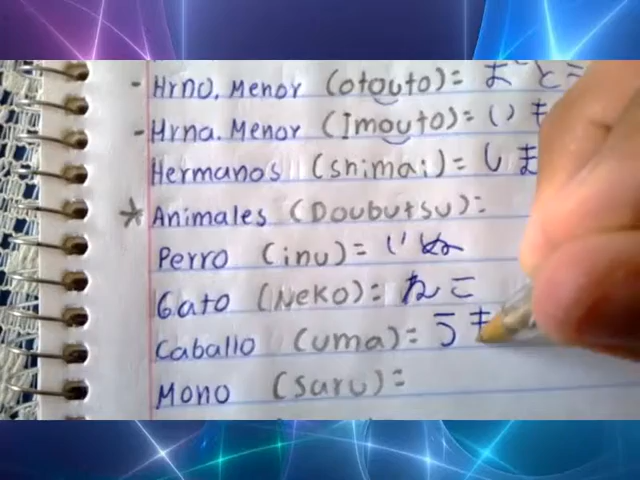 - Hrno. Menor (otouto)= おとう
- Hrna. Menor (Imouto)= いも
Hermanos (shimai)= しま
* Animales (Doubutsu):
Perro (inu)= いぬ
Gato (Neko)= ねこ
Caballo (uma)= うま
Mono (saru)=